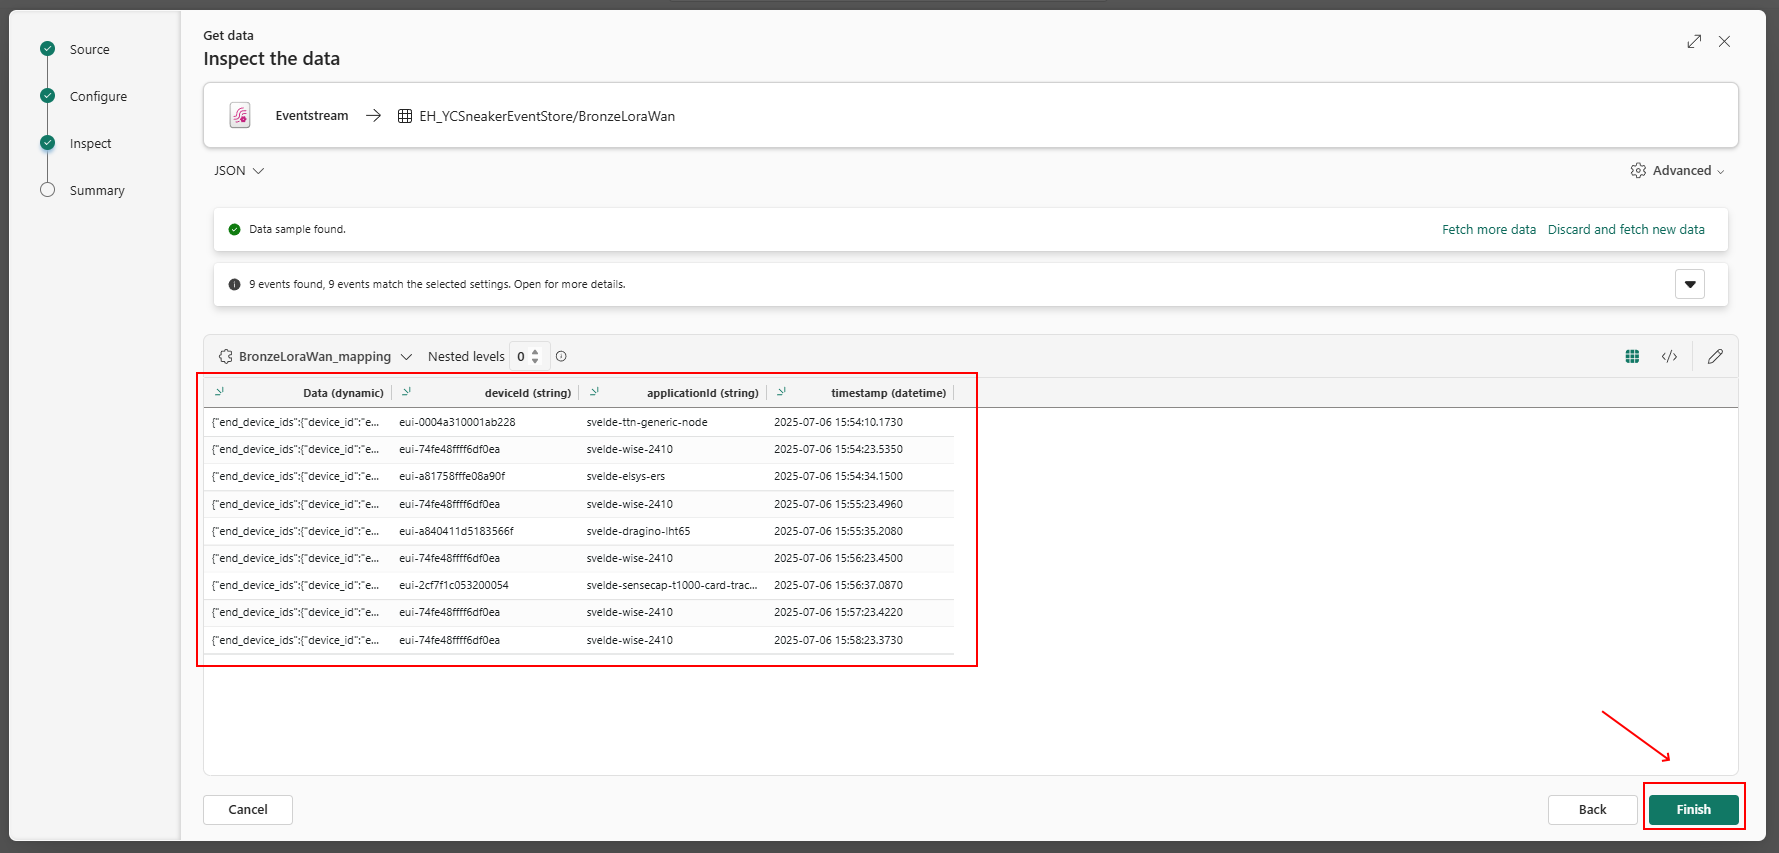 Source
Configure
Inspect
Summary
Get data
Inspect the data
Eventstream → EH_YCSneakerEventStore/BronzeLoraWan
JSON
Advanced
Data sample found.
Fetch more data Discard and fetch new data
9 events found, 9 events match the selected settings. Open for more details.
BronzeLoraWan_mapping Nested levels 0
Data (dynamic) deviceId (string) applicationId (string) timestamp (datetime)
{"end_device_ids":{"device_id":"e... eui-0004a310001ab228 svelde-ttn-generic-node 2025-07-06 15:54:10.1730
{"end_device_ids":{"device_id":"e... eui-74fe48ffff6df0ea svelde-wise-2410 2025-07-06 15:54:23.5350
{"end_device_ids":{"device_id":"e... eui-a81758fffe08a90f svelde-elsys-ers 2025-07-06 15:54:34.1500
{"end_device_ids":{"device_id":"e... eui-74fe48ffff6df0ea svelde-wise-2410 2025-07-06 15:55:23.4960
{"end_device_ids":{"device_id":"e... eui-a840411d5183566f svelde-dragino-lht65 2025-07-06 15:55:35.2080
{"end_device_ids":{"device_id":"e... eui-74fe48ffff6df0ea svelde-wise-2410 2025-07-06 15:56:23.4500
{"end_device_ids":{"device_id":"e... eui-2cf7f1c053200054 svelde-sensecap-t1000-card-trac... 2025-07-06 15:56:37.0870
{"end_device_ids":{"device_id":"e... eui-74fe48ffff6df0ea svelde-wise-2410 2025-07-06 15:57:23.4220
{"end_device_ids":{"device_id":"e... eui-74fe48ffff6df0ea svelde-wise-2410 2025-07-06 15:58:23.3730
Cancel
Back
Finish